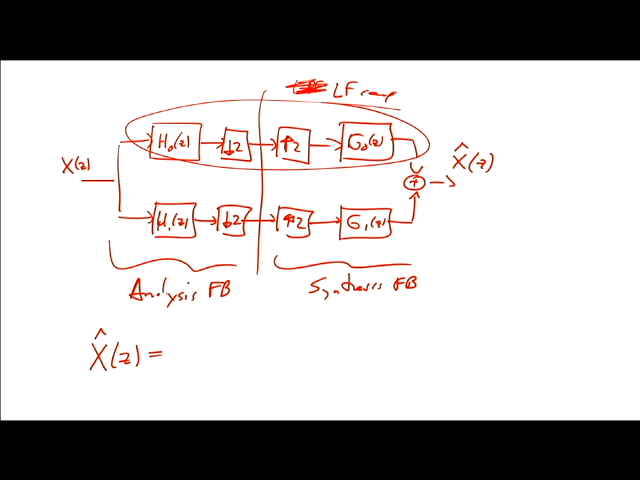 LF comp
H₀(z) ↓2 ↑2 G₀(z)
X(z) + X̂(z)
H₁(z) ↓2 ↑2 G₁(z)
Analysis FB Synthesis FB
X̂(z) =